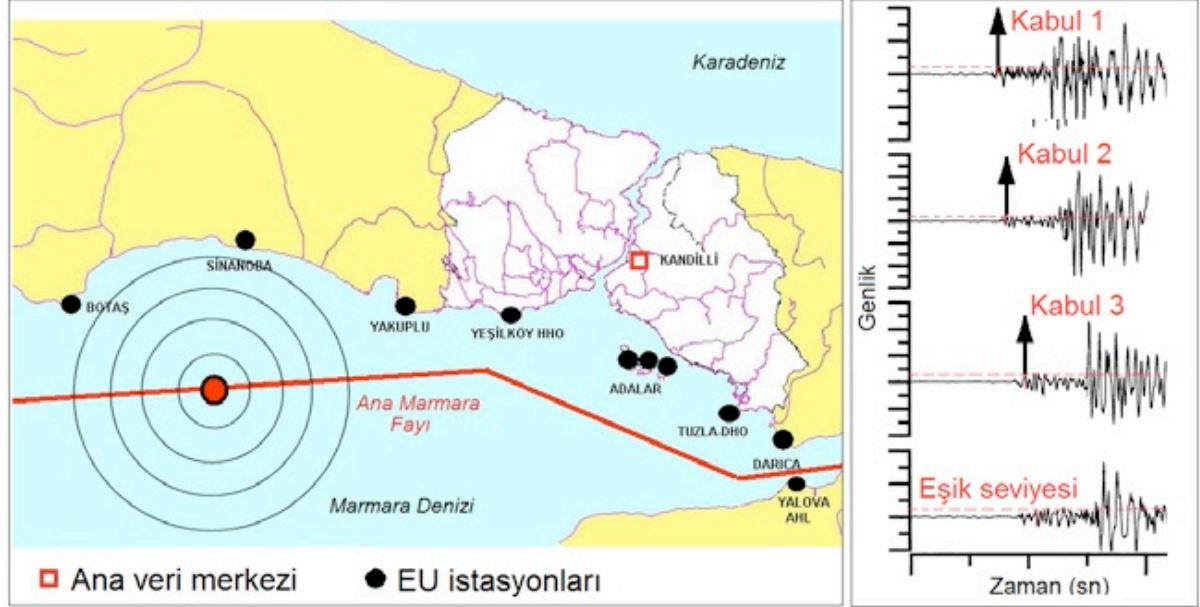 Karadeniz
KANDİLLİ
SİNANOBA
BOTAŞ
YAKUPLU
YEŞİLKÖY HHO
ADALAR
Ana Marmara
Fayı
TUZLA-DHO
DARICA
YALOVA
AHL
Marmara Denizi
Ana veri merkezi
EU istasyonları
Kabul 1
Kabul 2
Kabul 3
Eşik seviyesi
Genlik
Zaman (sn)